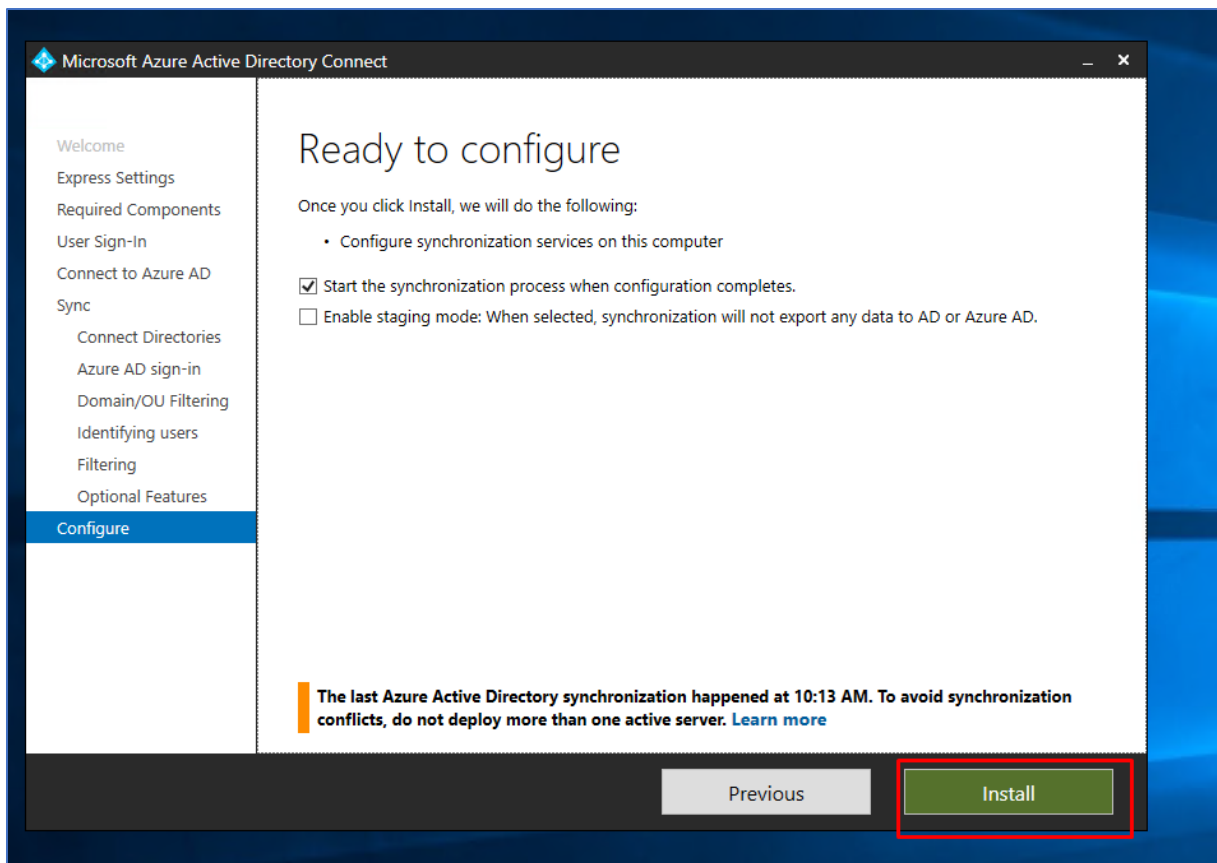 Microsoft Azure Active Directory Connect
Welcome
Express Settings
Required Components
User Sign-In
Connect to Azure AD
Sync
Connect Directories
Azure AD sign-in
Domain/OU Filtering
Identifying users
Filtering
Optional Features
Configure
Ready to configure
Once you click Install, we will do the following:
• Configure synchronization services on this computer
Start the synchronization process when configuration completes.
Enable staging mode: When selected, synchronization will not export any data to AD or Azure AD.
The last Azure Active Directory synchronization happened at 10:13 AM. To avoid synchronization
conflicts, do not deploy more than one active server. Learn more
Previous
Install